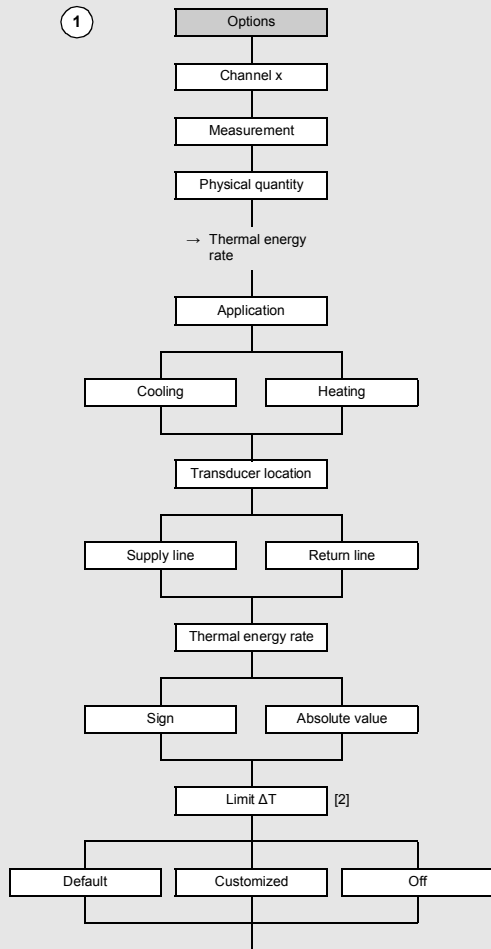 1
Options
Channel x
Measurement
Physical quantity
→ Thermal energy
rate
Application
Cooling
Heating
Transducer location
Supply line
Return line
Thermal energy rate
Sign
Absolute value
Limit ΔT [2]
Default
Customized
Off